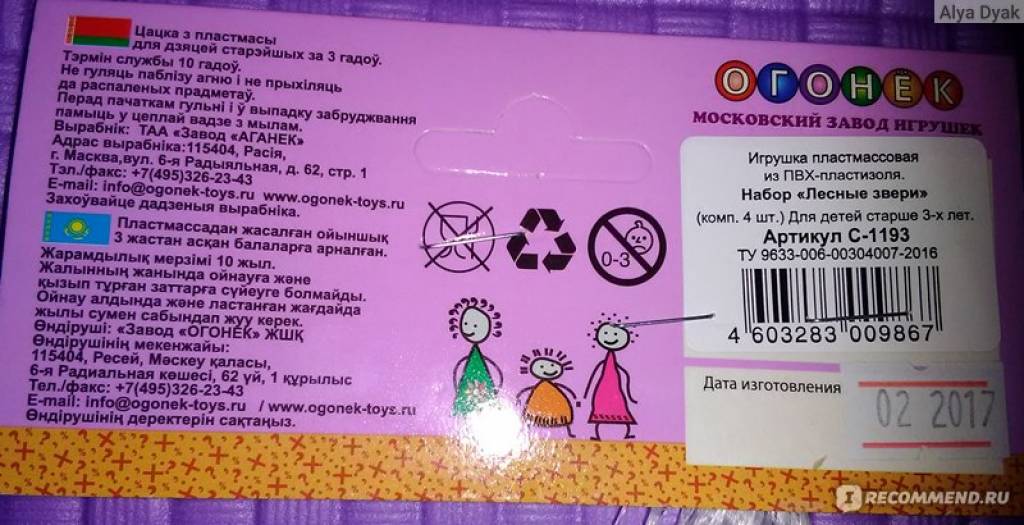 Alya Dyak
Цацка з пластмасы
для дзяцей старэйшых за 3 гадоў.
Тэрмін службы 10 гадоў.
Не гуляць паблізу агню і не прыхіляць
да распаленых прадметаў.
Перад пачаткам гульні і ў выпадку забруджвання
памыць у цеплай вадзе з мылам.
Вырабнік: ТАА «Завод «АГАНЕК»
Адрас вырабніка:115404, Расія,
г. Масква,вул. 6-я Радыяльная, д. 62, стр. 1
Тэл./факс: +7(495)326-23-43
E-mail: info@ogonek-toys.ru www.ogonek-toys.ru
Захоўвайце дадзеныя вырабніка.
Пластмассадан жасалған ойыншық
3 жастан асқан балаларға арналған.
Жарамдылық мерзімі 10 жыл.
Жалынның жанында ойнауға және
қызып тұрған заттарға сүйеуге болмайды.
Ойнау алдында және ластанған жағдайда
жылы сумен сабындап жуу керек.
Өндіруші: «Завод «ОГОНЕК» ЖШҚ
Өндірушінің мекенжайы:
115404, Ресей, Мәскеу қаласы,
6-я Радиальная көшесі, 62 үй, 1 құрылыс
Тел./факс: +7(495)326-23-43
E-mail: info@ogonek-toys.ru / www.ogonek-toys.ru
Өндірушінің деректерін сақтаңыз.
0-3
ОГОНЁК
МОСКОВСКИЙ ЗАВОД ИГРУШЕК
Игрушка пластмассовая
из ПВХ-пластизоля.
Набор «Лесные звери»
(комп. 4 шт.) Для детей старше 3-х лет.
Артикул С-1193
ТУ 9633-006-00304007-2016
4 603283 009867
Дата изготовления
02 2017
IRECOMMEND.RU